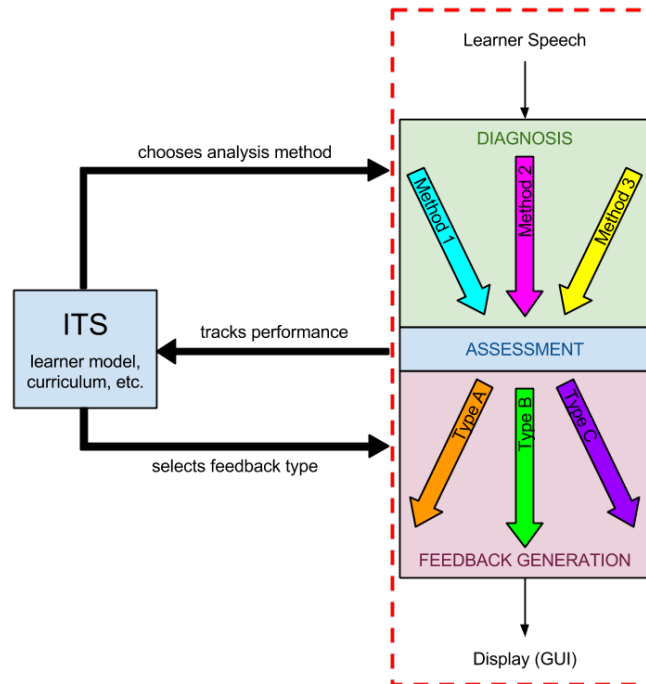 Learner Speech
DIAGNOSIS
chooses analysis method
Method 1
Method 2
Method 3
ITS
learner model,
curriculum, etc.
tracks performance
ASSESSMENT
Type A
Type B
Type C
selects feedback type
FEEDBACK GENERATION
Display (GUI)